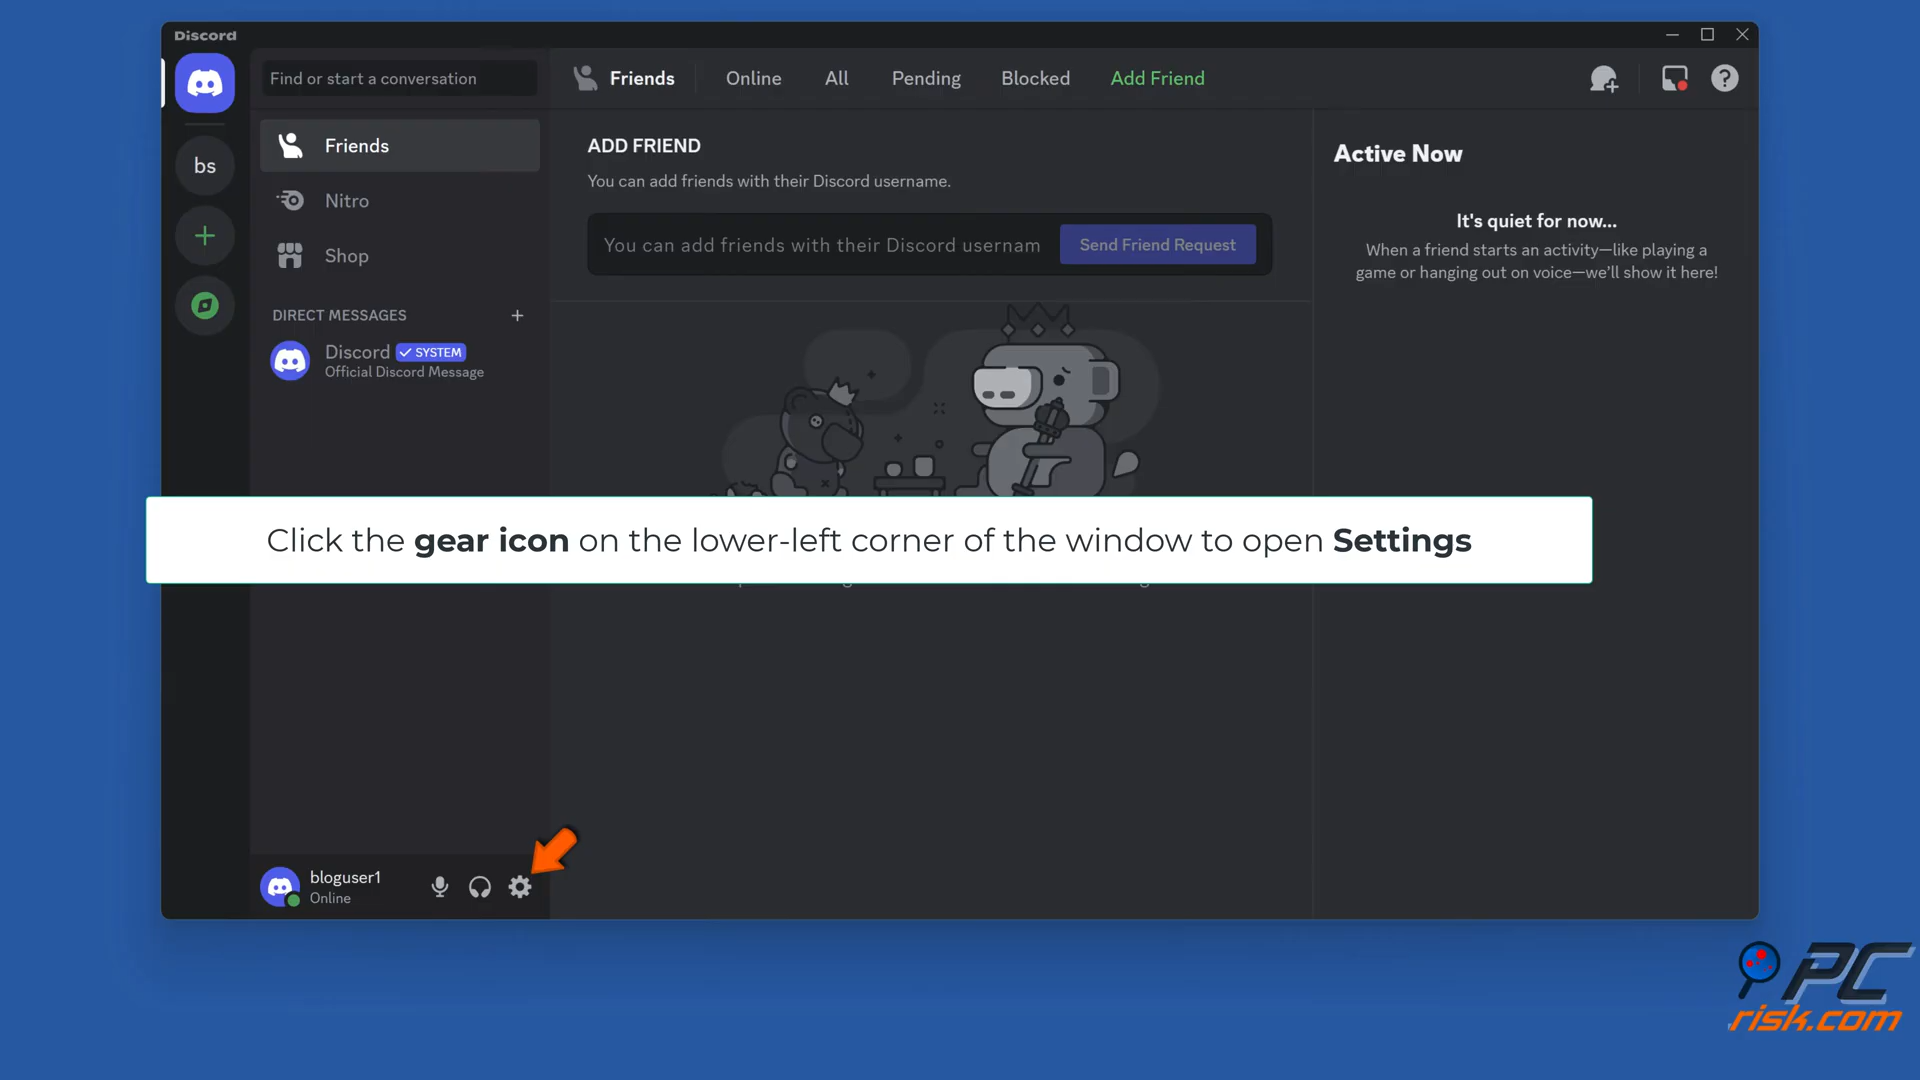 Discord
Find or start a conversation
Friends
Online
All
Pending
Blocked
Add Friend
bs
Friends
Nitro
Shop
DIRECT MESSAGES
Discord SYSTEM
Official Discord Message
ADD FRIEND
You can add friends with their Discord username.
You can add friends with their Discord usernam
Send Friend Request
Active Now
It's quiet for now...
When a friend starts an activity—like playing a
game or hanging out on voice—we'll show it here!
Click the gear icon on the lower-left corner of the window to open Settings
bloguser1
Online
PC
risk.com